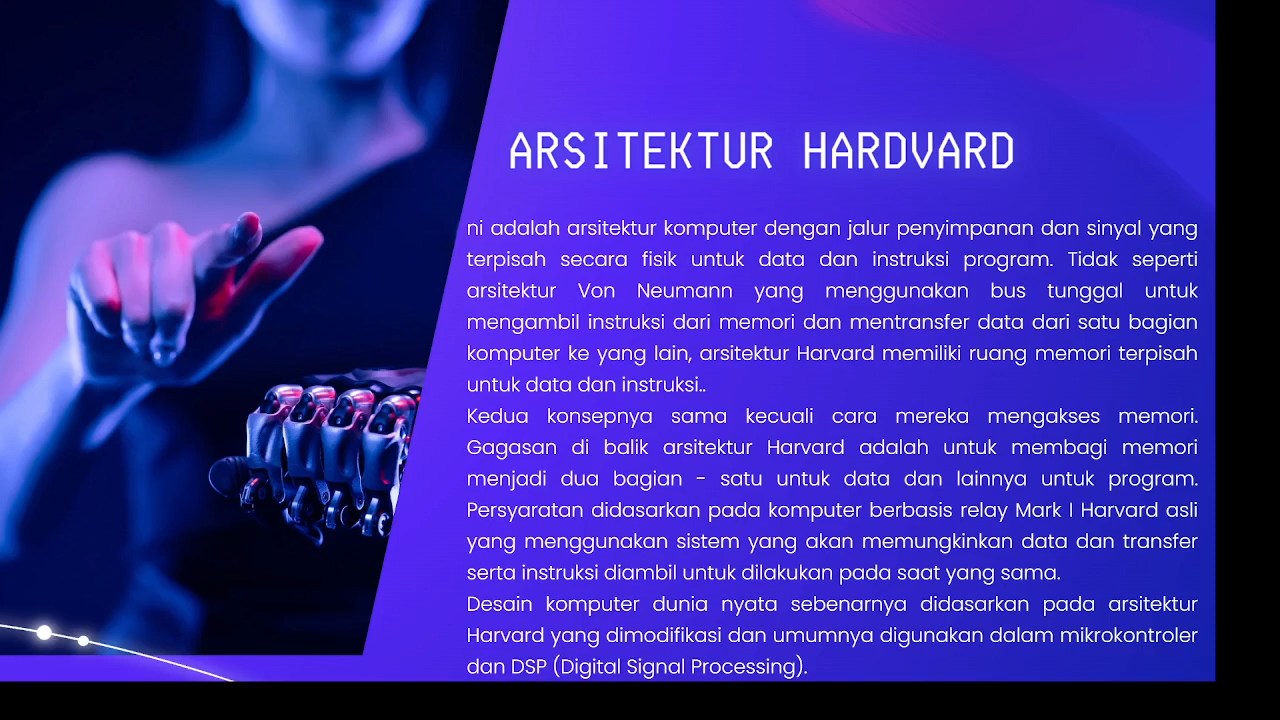 ARSITEKTUR HARDVARD
ni adalah arsitektur komputer dengan jalur penyimpanan dan sinyal yang
terpisah secara fisik untuk data dan instruksi program. Tidak seperti
arsitektur Von Neumann yang menggunakan bus tunggal untuk
mengambil instruksi dari memori dan mentransfer data dari satu bagian
komputer ke yang lain, arsitektur Harvard memiliki ruang memori terpisah
untuk data dan instruksi..
Kedua konsepnya sama kecuali cara mereka mengakses memori.
Gagasan di balik arsitektur Harvard adalah untuk membagi memori
menjadi dua bagian - satu untuk data dan lainnya untuk program.
Persyaratan didasarkan pada komputer berbasis relay Mark I Harvard asli
yang menggunakan sistem yang akan memungkinkan data dan transfer
serta instruksi diambil untuk dilakukan pada saat yang sama.
Desain komputer dunia nyata sebenarnya didasarkan pada arsitektur
Harvard yang dimodifikasi dan umumnya digunakan dalam mikrokontroler
dan DSP (Digital Signal Processing).